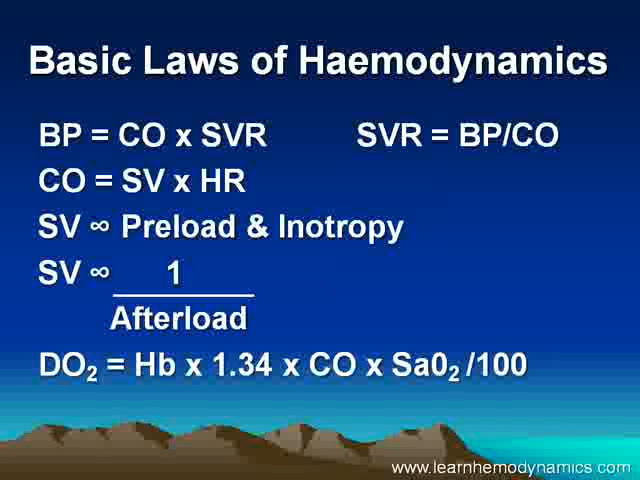 Basic Laws of Haemodynamics
BP = CO x SVR SVR = BP/CO
CO = SV x HR
SV ∞ Preload & Inotropy
SV ∞ 1
Afterload
DO₂ = Hb x 1.34 x CO x Sa0₂ /100
www.learnhemodynamics.com